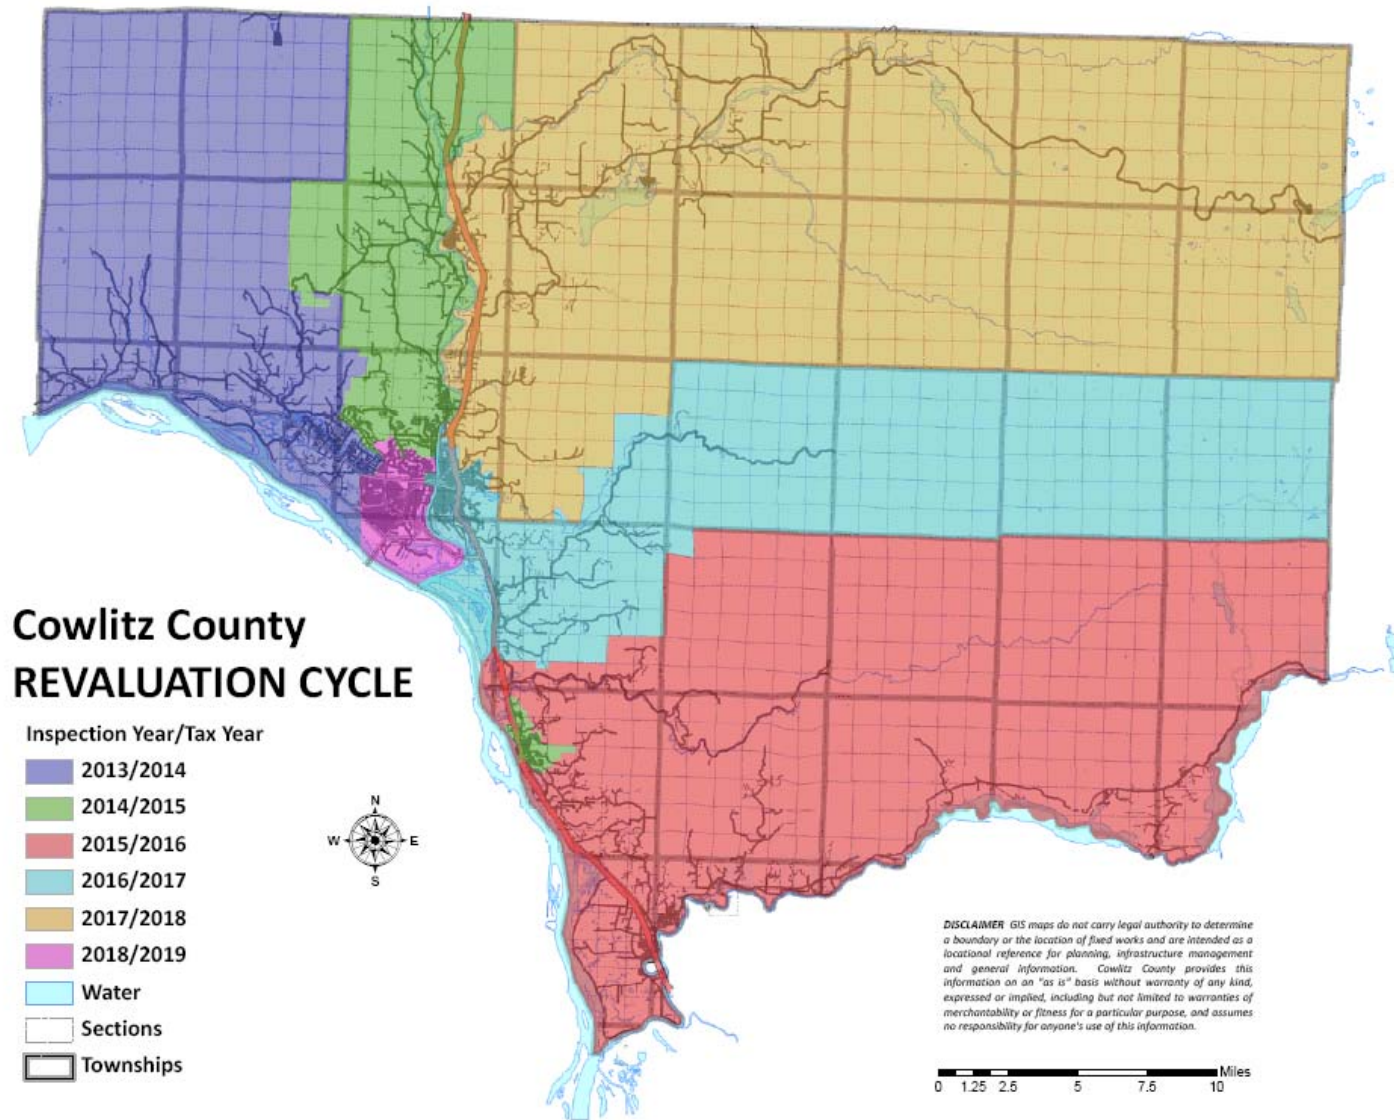 Cowlitz County
REVALUATION CYCLE
Inspection Year/Tax Year
2013/2014
2014/2015
2015/2016
2016/2017
2017/2018
2018/2019
Water
Sections
Townships
N
W E
S
DISCLAIMER GIS maps do not carry legal authority to determine
a boundary or the location of fixed works and are intended as a
locational reference for planning, infrastructure management
and general information. Cowlitz County provides this
information on an "as is" basis without warranty of any kind,
expressed or implied, including but not limited to warranties of
merchantability or fitness for a particular purpose, and assumes
no responsibility for anyone's use of this information.
Miles
0 1.25 2.5 5 7.5 10